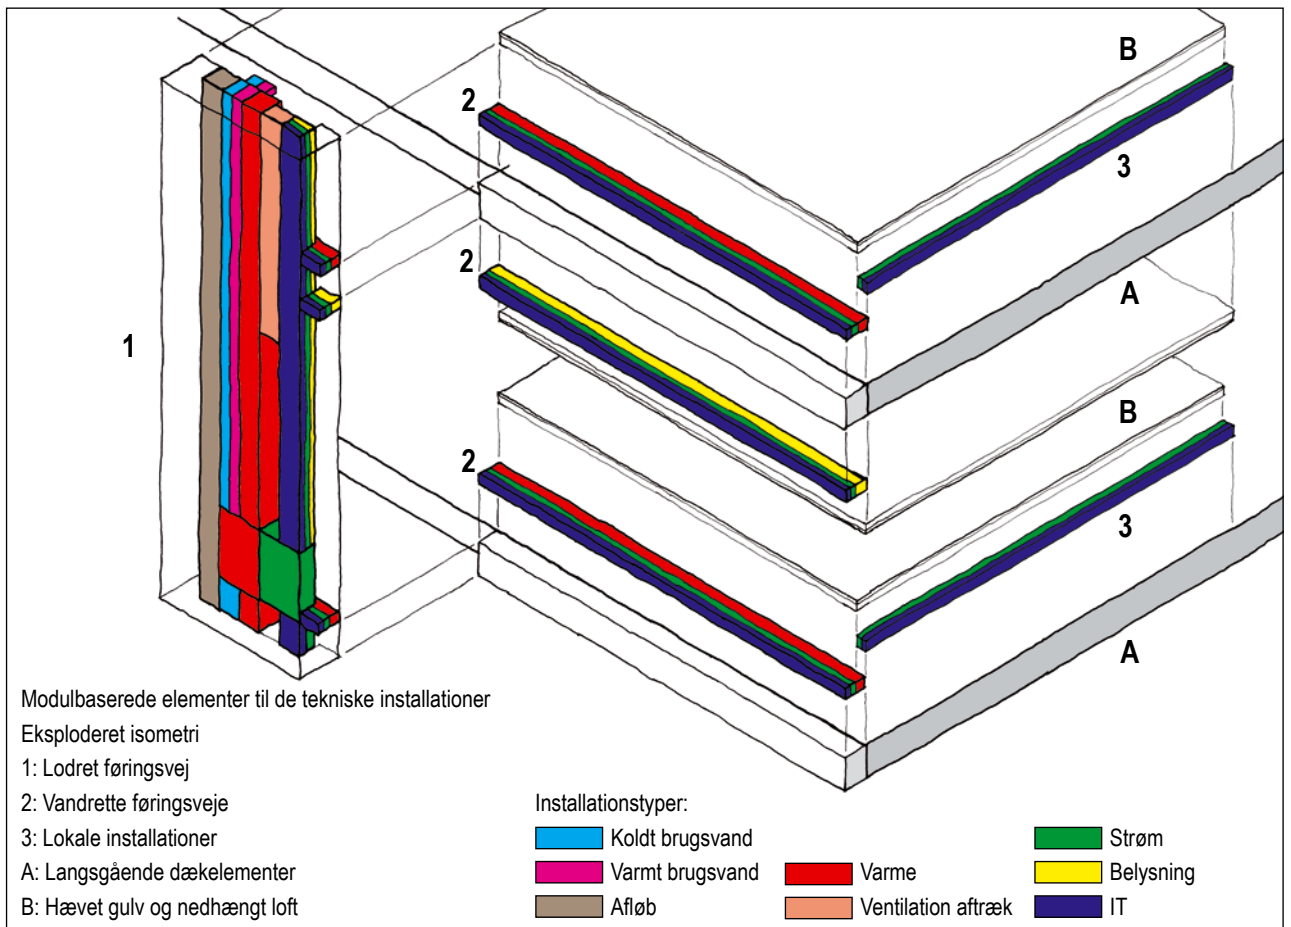 B
2
3
1
2
A
B
2
3
A
Modulbaserede elementer til de tekniske installationer
Eksploderet isometri
1: Lodret føringsvej
2: Vandrette føringsveje
3: Lokale installationer
A: Langsgående dækelementer
B: Hævet gulv og nedhængt loft
Installationstyper:
Koldt brugsvand
Varmt brugsvand
Afløb
Varme
Ventilation aftræk
Strøm
Belysning
IT